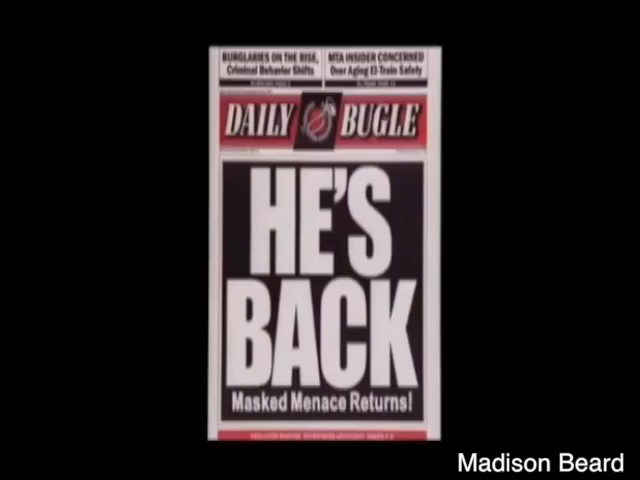 BURGLARIES ON THE RISE,
Criminal Behavior Shifts
MTA INSIDER CONCERNED
Over Aging El-Train Safety
DAILY BUGLE
HE'S
BACK
Masked Menace Returns!
Madison Beard